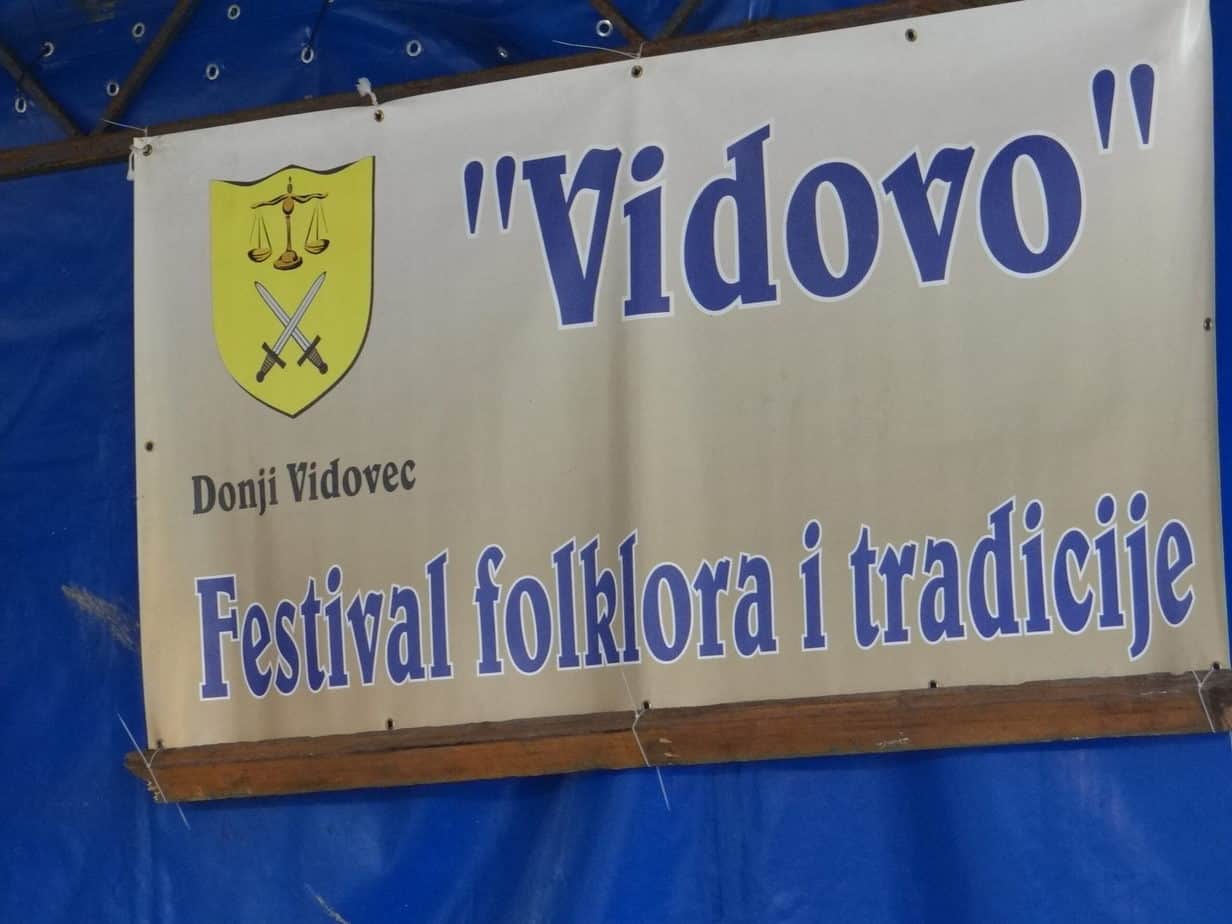 "Vidovo"
Donji Vidovec
Festival folklora i tradicije